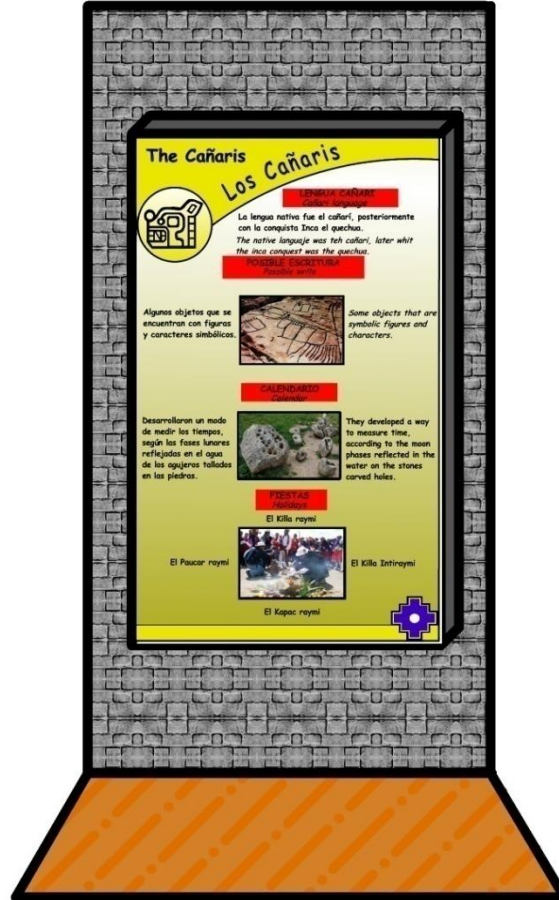 The Cañaris
Los Cañaris
LENGUA CAÑARI
Cañari language
La lengua nativa fue el cañarí, posteriormente
con la conquista Inca el quechua.
The native languaje was teh cañari, later whit
the inca conquest was the quechua.
POSIBLE ESCRITURA
Possible write
Algunos objetos que se
encuentran con figuras
y caracteres simbólicos.
Some objects that are
symbolic figures and
characters.
CALENDARIO
Calendar
Desarrollaron un modo
de medir los tiempos,
según las fases lunares
reflejadas en el agua
de los agujeros tallados
en las piedras.
They developed a way
to measure time,
according to the moon
phases reflected in the
water on the stones
carved holes.
FIESTAS
Holidays
El Killa raymi
El Paucar raymi
El Killa Intiraymi
El Kapac raymi